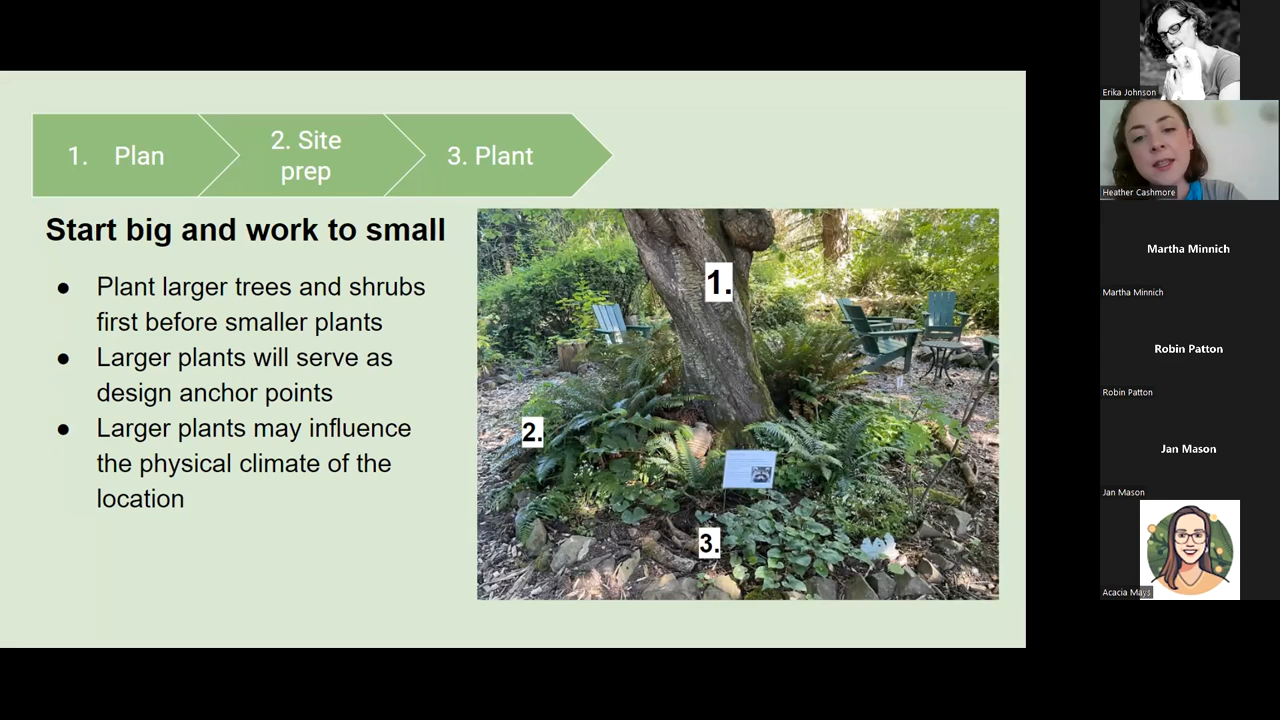 1. Plan
2. Site
prep
3. Plant
Start big and work to small
● Plant larger trees and shrubs
first before smaller plants
● Larger plants will serve as
design anchor points
● Larger plants may influence
the physical climate of the
location
1.
2.
3.
Erika Johnson
Heather Cashmore
Martha Minnich
Martha Minnich
Robin Patton
Robin Patton
Jan Mason
Jan Mason
Acacia Mays